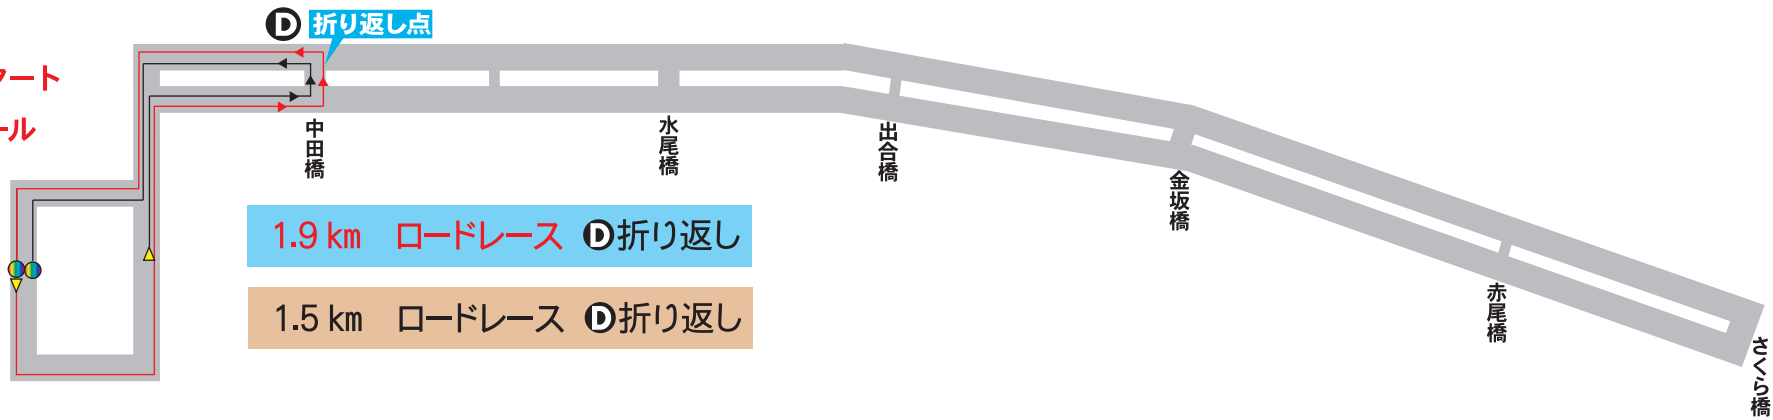 D 折り返し点
ート
ール
中田橋
水尾橋
出合橋
金坂橋
赤尾橋
さくら橋
1.9 km ロードレース D折り返し
1.5 km ロードレース D折り返し